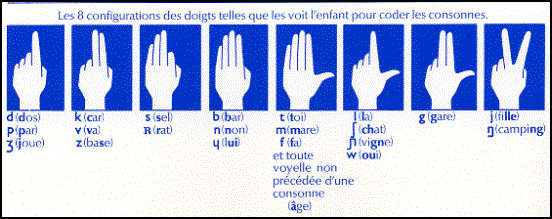 Les 8 configurations des doigts telles que les voit l'enfant pour coder les consonnes.
d (dos)
p (par)
ʒ (joue)
k (car)
v (va)
z (base)
s (sel)
R (rat)
b (bar)
n (non)
ɥ (lui)
t (toi)
m (mare)
f (fa)
et toute
voyelle non
précédée d'une
consonne
(âge)
l (la)
ʃ (chat)
ɲ (vigne)
w (oui)
g (gare)
j (fille)
ŋ (camping)